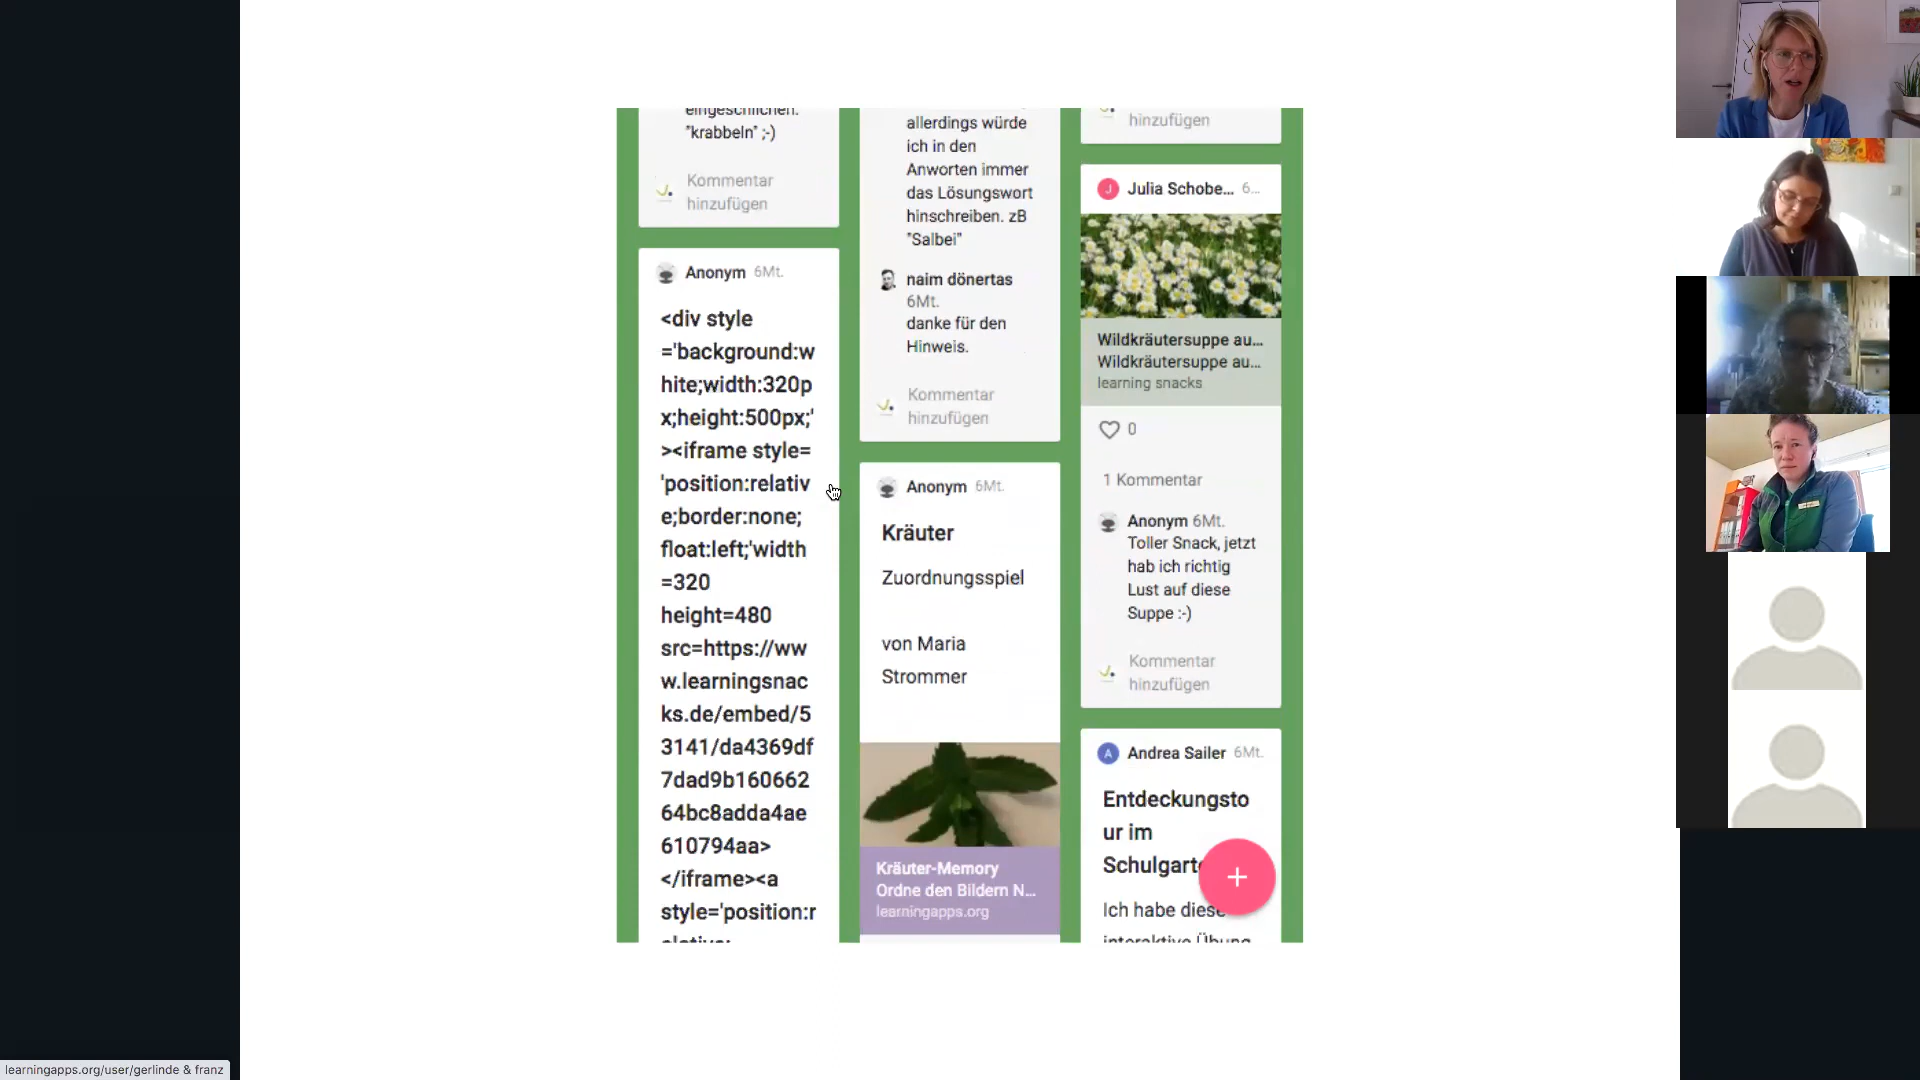 eingeschlichen.
"krabbeln" ;-)
Kommentar
hinzufügen
Anonym 6Mt.
<div style
='background:w
hite;width:320p
x;height:500px;'
><iframe style=
'position:relativ
e;border:none;
float:left;'width
=320
height=480
src=https://ww
w.learningsnac
ks.de/embed/5
3141/da4369df
7dad9b160662
64bc8adda4ae
610794aa>
</iframe><a
style='position:r
elative;
allerdings würde
ich in den
Anworten immer
das Lösungswort
hinschreiben. zB
"Salbei"
naim dönertas
6Mt.
danke für den
Hinweis.
Kommentar
hinzufügen
Anonym 6Mt.
Kräuter
Zuordnungsspiel
von Maria
Strommer
Kräuter-Memory
Ordne den Bildern N...
learningapps.org
hinzufügen
Julia Schobe... 6...
Wildkräutersuppe au...
Wildkräutersuppe au...
learning snacks
0
1 Kommentar
Anonym 6Mt.
Toller Snack, jetzt
hab ich richtig
Lust auf diese
Suppe :-)
Kommentar
hinzufügen
Andrea Sailer 6Mt.
Entdeckungsto
ur im
Schulgart
Ich habe diese
interaktive Übung
learningapps.org/user/gerlinde & franz